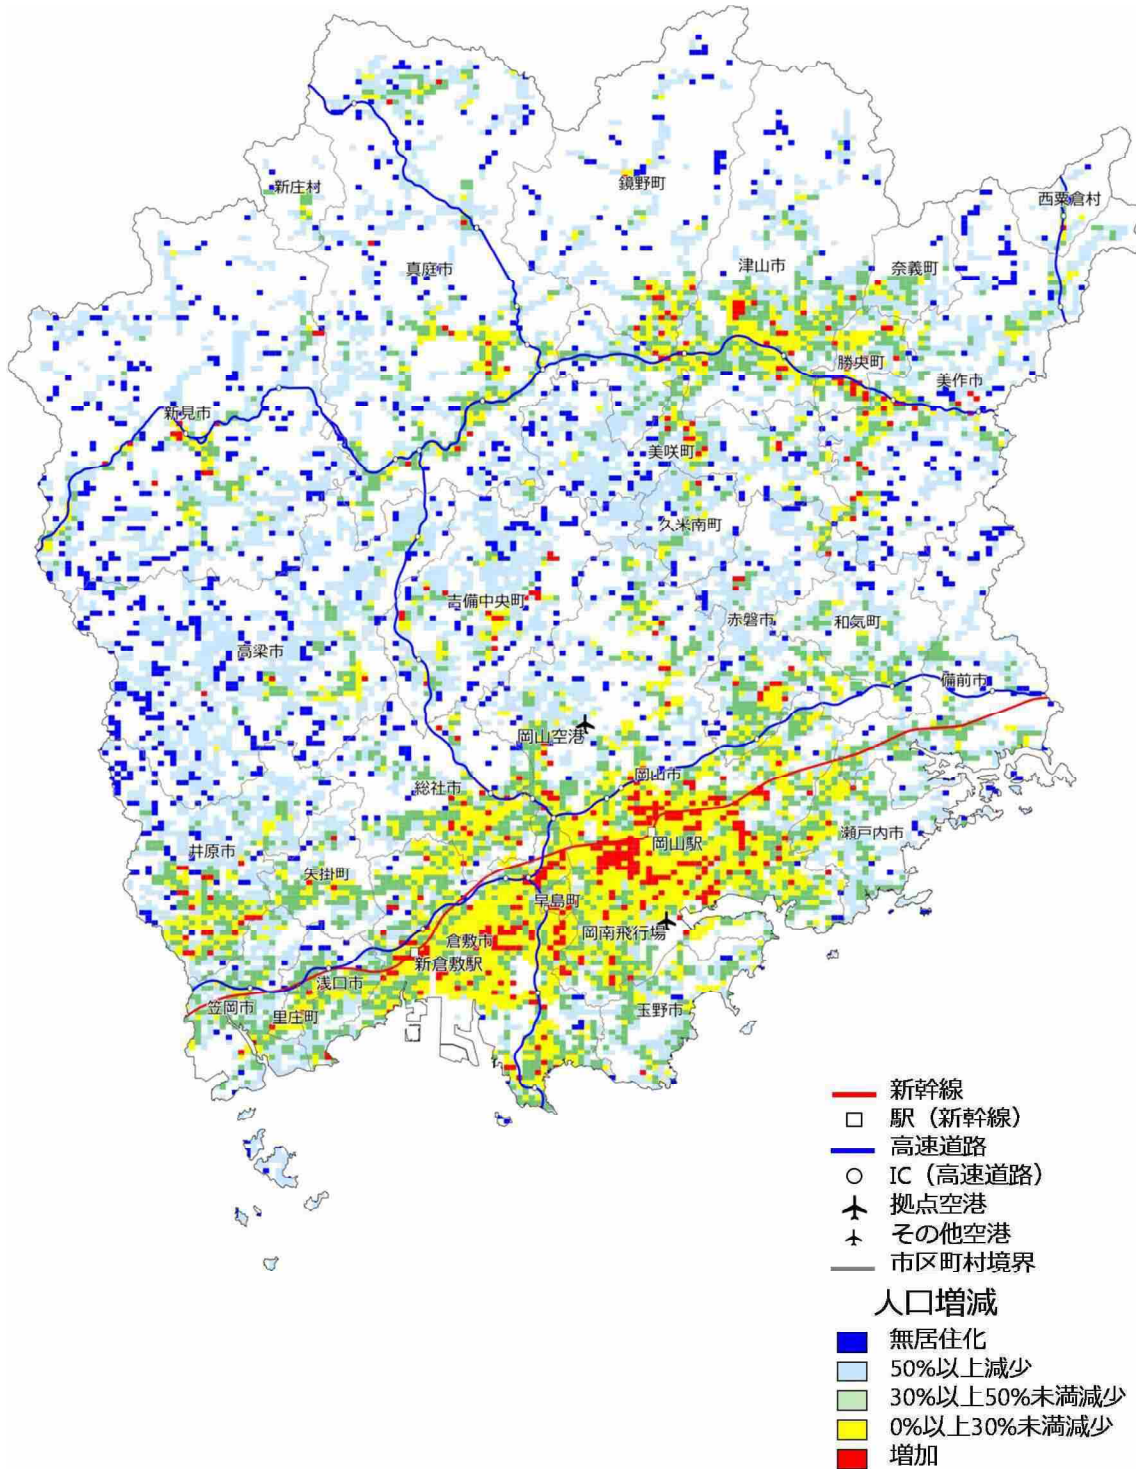 新庄村
鏡野町
西粟倉村
真庭市
津山市
奈義町
勝央町
美作市
新見市
美咲町
久米南町
吉備中央町
赤磐市
和気町
高梁市
備前市
岡山空港
総社市
岡山市
井原市
岡山駅
瀬戸内市
矢掛町
早島町
倉敷市
岡南飛行場
新倉敷駅
浅口市
笠岡市
里庄町
玉野市
新幹線
駅（新幹線）
高速道路
IC（高速道路）
拠点空港
その他空港
市区町村境界
人口増減
無居住化
50%以上減少
30%以上50%未満減少
0%以上30%未満減少
増加